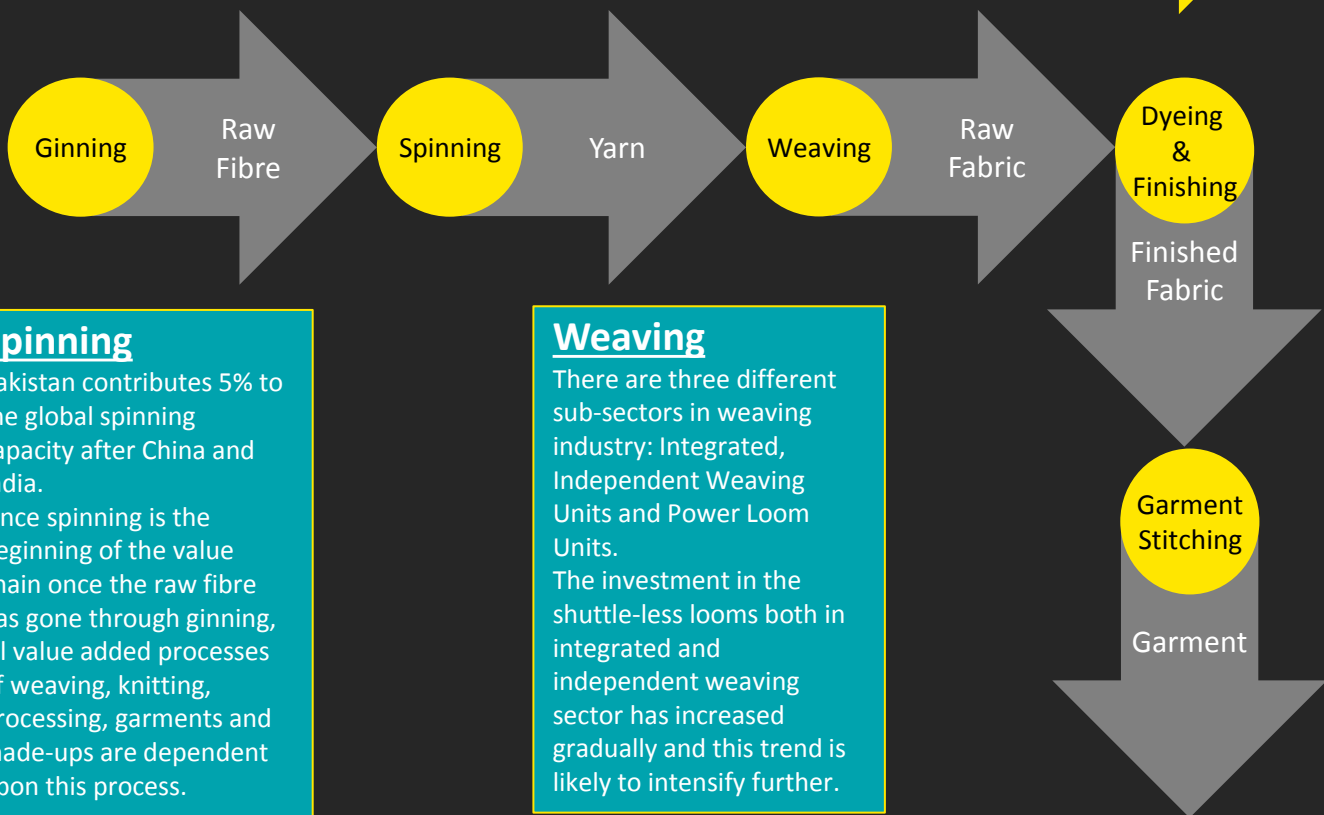 Ginning
Raw
Fibre
Spinning
Yarn
Weaving
Raw
Fabric
Dyeing
&
Finishing
Finished
Fabric
pinning
akistan contributes 5% to
he global spinning
apacity after China and
ndia.
ince spinning is the
eginning of the value
hain once the raw fibre
as gone through ginning,
ll value added processes
f weaving, knitting,
rocessing, garments and
ade-ups are dependent
pon this process.
Weaving
There are three different
sub-sectors in weaving
industry: Integrated,
Independent Weaving
Units and Power Loom
Units.
The investment in the
shuttle-less looms both in
integrated and
independent weaving
sector has increased
gradually and this trend is
likely to intensify further.
Garment
Stitching
Garment